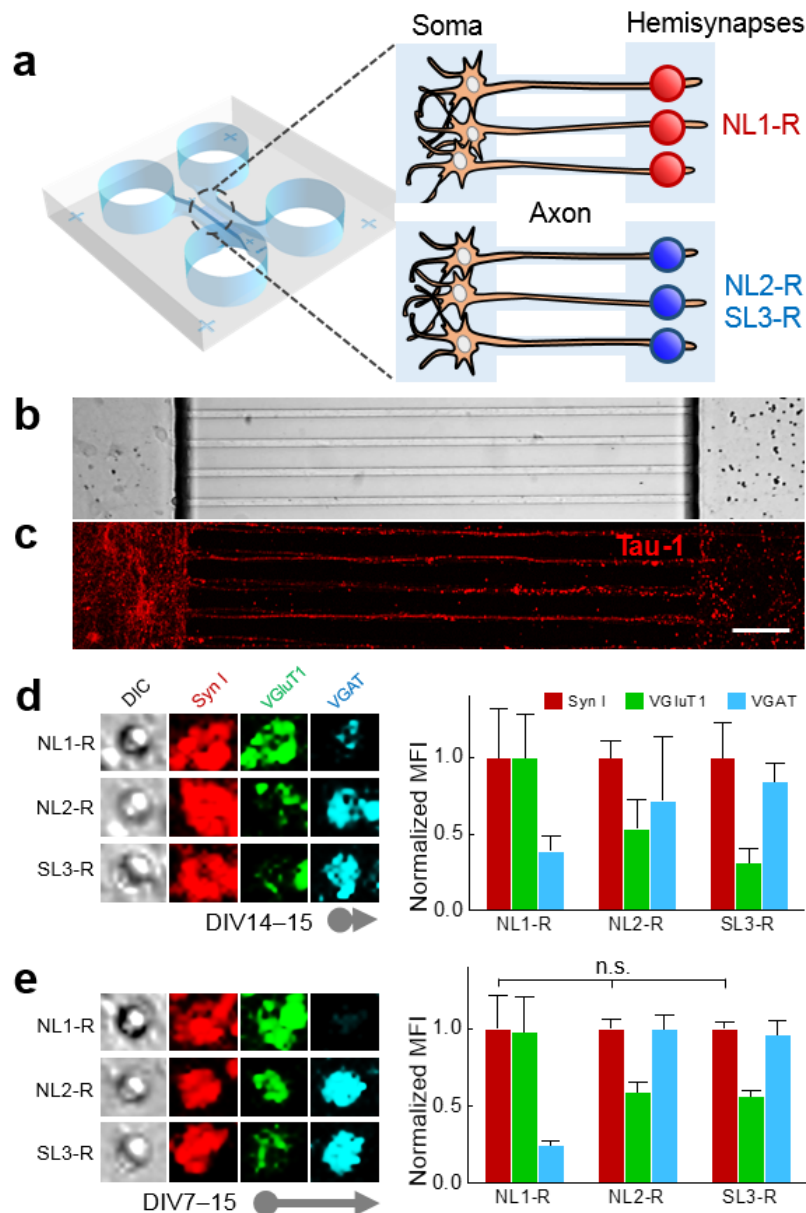 a
Soma
Hemisynapses
NL1-R
Axon
NL2-R
SL3-R
b
c
Tau-1
d
DIC
Syn I
VGluT1
VGAT
NL1-R
NL2-R
SL3-R
DIV14–15
Syn I
VGluT1
VGAT
Normalized MFI
1.0
0.5
0.0
NL1-R
NL2-R
SL3-R
e
NL1-R
NL2-R
SL3-R
DIV7–15
n.s.
Normalized MFI
1.0
0.5
0.0
NL1-R
NL2-R
SL3-R